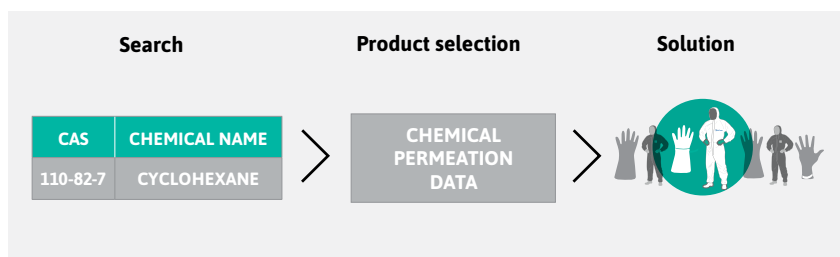 Search
Product selection
Solution
CAS
CHEMICAL NAME
110-82-7
CYCLOHEXANE
CHEMICAL
PERMEATION
DATA